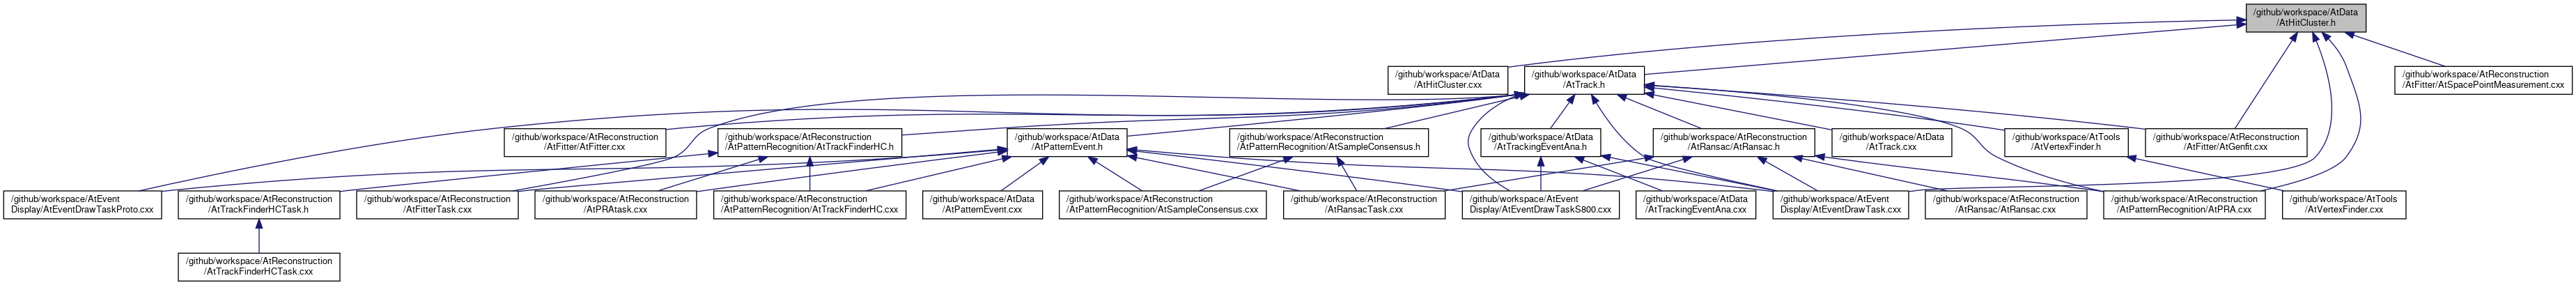 /github/workspace/AtData
/AtHitCluster.h
/github/workspace/AtData
/AtHitCluster.cxx
/github/workspace/AtData
/AtTrack.h
/github/workspace/AtReconstruction
/AtFitter/AtSpacePointMeasurement.cxx
/github/workspace/AtReconstruction
/AtFitter/AtFitter.cxx
/github/workspace/AtReconstruction
/AtPatternRecognition/AtTrackFinderHC.h
/github/workspace/AtData
/AtPatternEvent.h
/github/workspace/AtReconstruction
/AtPatternRecognition/AtSampleConsensus.h
/github/workspace/AtData
/AtTrackingEventAna.h
/github/workspace/AtReconstruction
/AtRansac/AtRansac.h
/github/workspace/AtData
/AtTrack.cxx
/github/workspace/AtTools
/AtVertexFinder.h
/github/workspace/AtReconstruction
/AtFitter/AtGenfit.cxx
/github/workspace/AtEvent
Display/AtEventDrawTaskProto.cxx
/github/workspace/AtReconstruction
/AtTrackFinderHCTask.h
/github/workspace/AtReconstruction
/AtFitterTask.cxx
/github/workspace/AtReconstruction
/AtPRAtask.cxx
/github/workspace/AtReconstruction
/AtPatternRecognition/AtTrackFinderHC.cxx
/github/workspace/AtData
/AtPatternEvent.cxx
/github/workspace/AtReconstruction
/AtPatternRecognition/AtSampleConsensus.cxx
/github/workspace/AtReconstruction
/AtRansacTask.cxx
/github/workspace/AtEvent
Display/AtEventDrawTaskS800.cxx
/github/workspace/AtData
/AtTrackingEventAna.cxx
/github/workspace/AtEvent
Display/AtEventDrawTask.cxx
/github/workspace/AtReconstruction
/AtRansac/AtRansac.cxx
/github/workspace/AtReconstruction
/AtPatternRecognition/AtPRA.cxx
/github/workspace/AtTools
/AtVertexFinder.cxx
/github/workspace/AtReconstruction
/AtTrackFinderHCTask.cxx